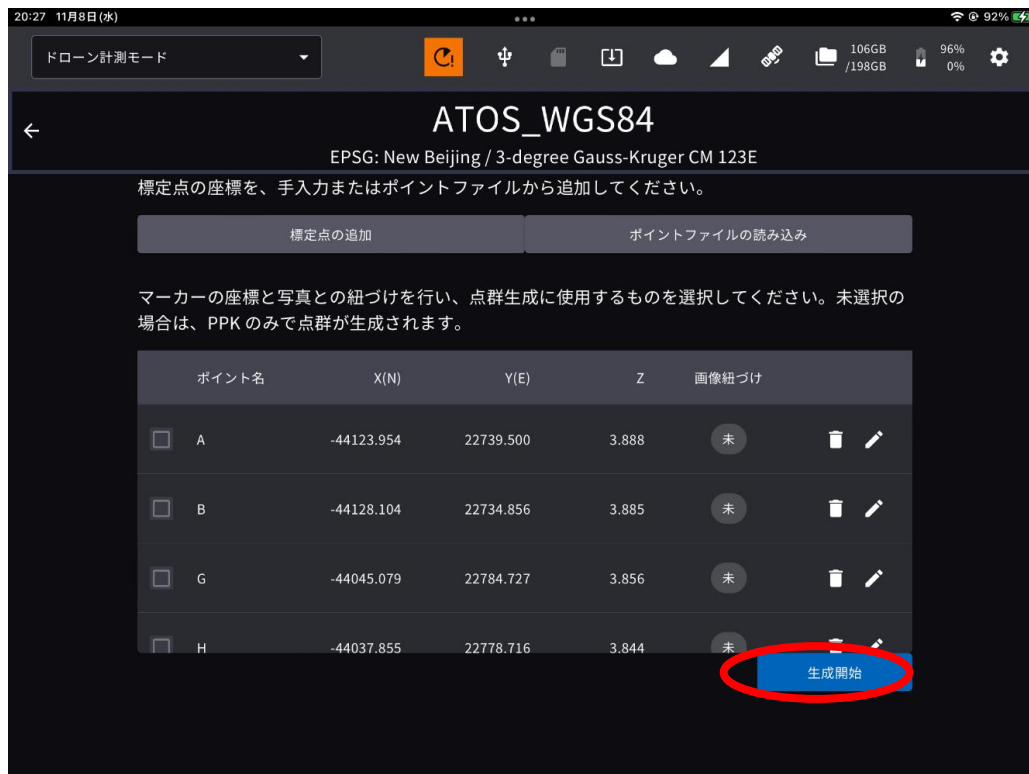 20:27 11月8日(水)
92%
ドローン計測モード
106GB
/198GB
96%
0%
ATOS_WGS84
EPSG: New Beijing / 3-degree Gauss-Kruger CM 123E
標定点の座標を、手入力またはポイントファイルから追加してください。
標定点の追加
ポイントファイルの読み込み
マーカーの座標と写真との紐づけを行い、点群生成に使用するものを選択してください。未選択の
場合は、PPK のみで点群が生成されます。
ポイント名 X(N) Y(E) Z 画像紐づけ
A -44123.954 22739.500 3.888 未
B -44128.104 22734.856 3.885 未
G -44045.079 22784.727 3.856 未
H -44037.855 22778.716 3.844 未
生成開始